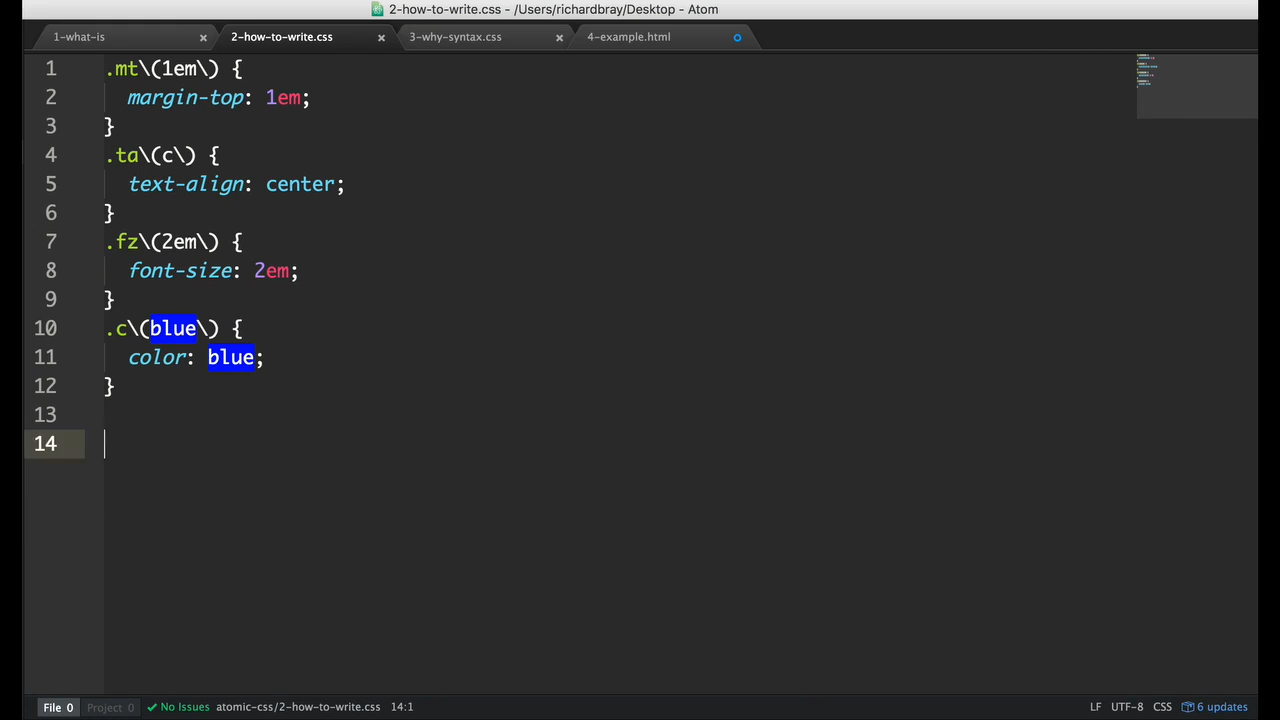 2-how-to-write.css - /Users/richardbray/Desktop - Atom
1-what-is × 2-how-to-write.css × 3-why-syntax.css × 4-example.html
1 .mt\(1em\) {
2   margin-top: 1em;
3 }
4 .ta\(c\) {
5   text-align: center;
6 }
7 .fz\(2em\) {
8   font-size: 2em;
9 }
10 .c\(blue\) {
11   color: blue;
12 }
13
14
File 0 Project 0 ✓ No Issues atomic-css/2-how-to-write.css 14:1 LF UTF-8 CSS 6 updates